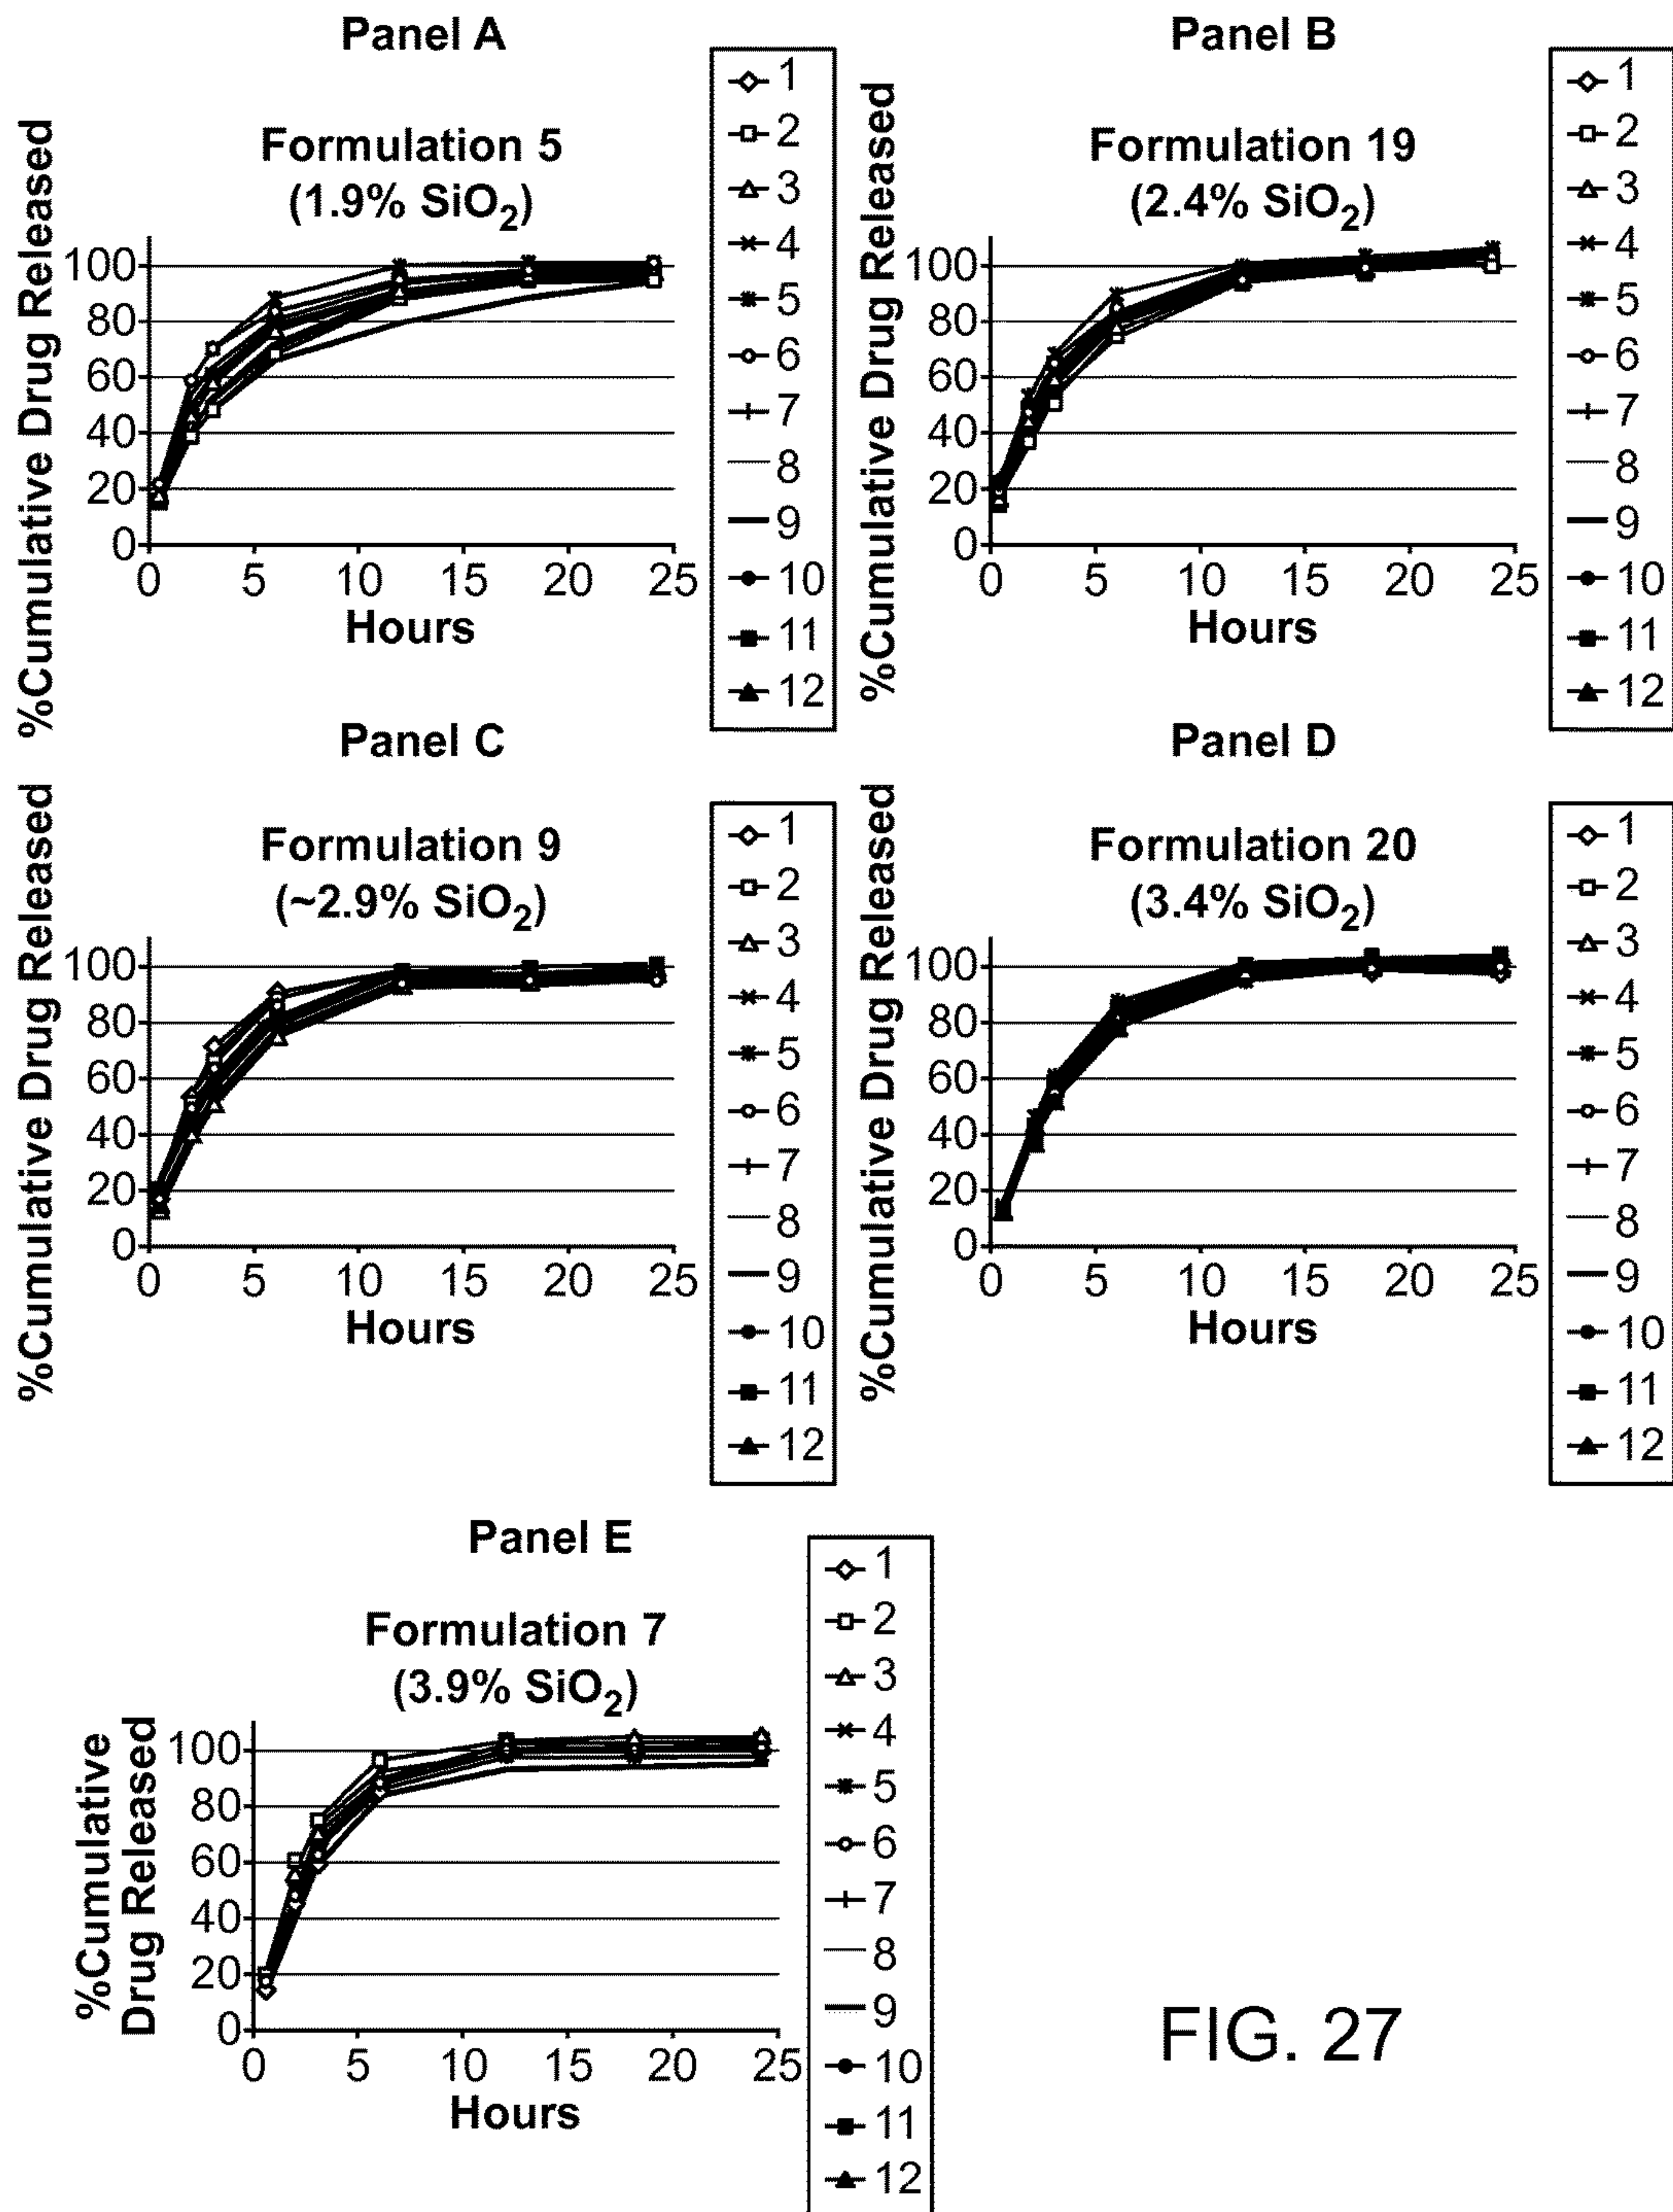 Panel A
Formulation 5
(1.9% SiO2)
%Cumulative Drug Released
100
80
60
40
20
0
0 5 10 15 20 25
Hours
1
2
3
4
5
6
7
8
9
10
11
12
Panel B
Formulation 19
(2.4% SiO2)
%Cumulative Drug Released
100
80
60
40
20
0
0 5 10 15 20 25
Hours
1
2
3
4
5
6
7
8
9
10
11
12
Panel C
Formulation 9
(~2.9% SiO2)
%Cumulative Drug Released
100
80
60
40
20
0
0 5 10 15 20 25
Hours
1
2
3
4
5
6
7
8
9
10
11
12
Panel D
Formulation 20
(3.4% SiO2)
%Cumulative Drug Released
100
80
60
40
20
0
0 5 10 15 20 25
Hours
1
2
3
4
5
6
7
8
9
10
11
12
Panel E
Formulation 7
(3.9% SiO2)
%Cumulative
Drug Released
100
80
60
40
20
0
0 5 10 15 20 25
Hours
1
2
3
4
5
6
7
8
9
10
11
12
FIG. 27